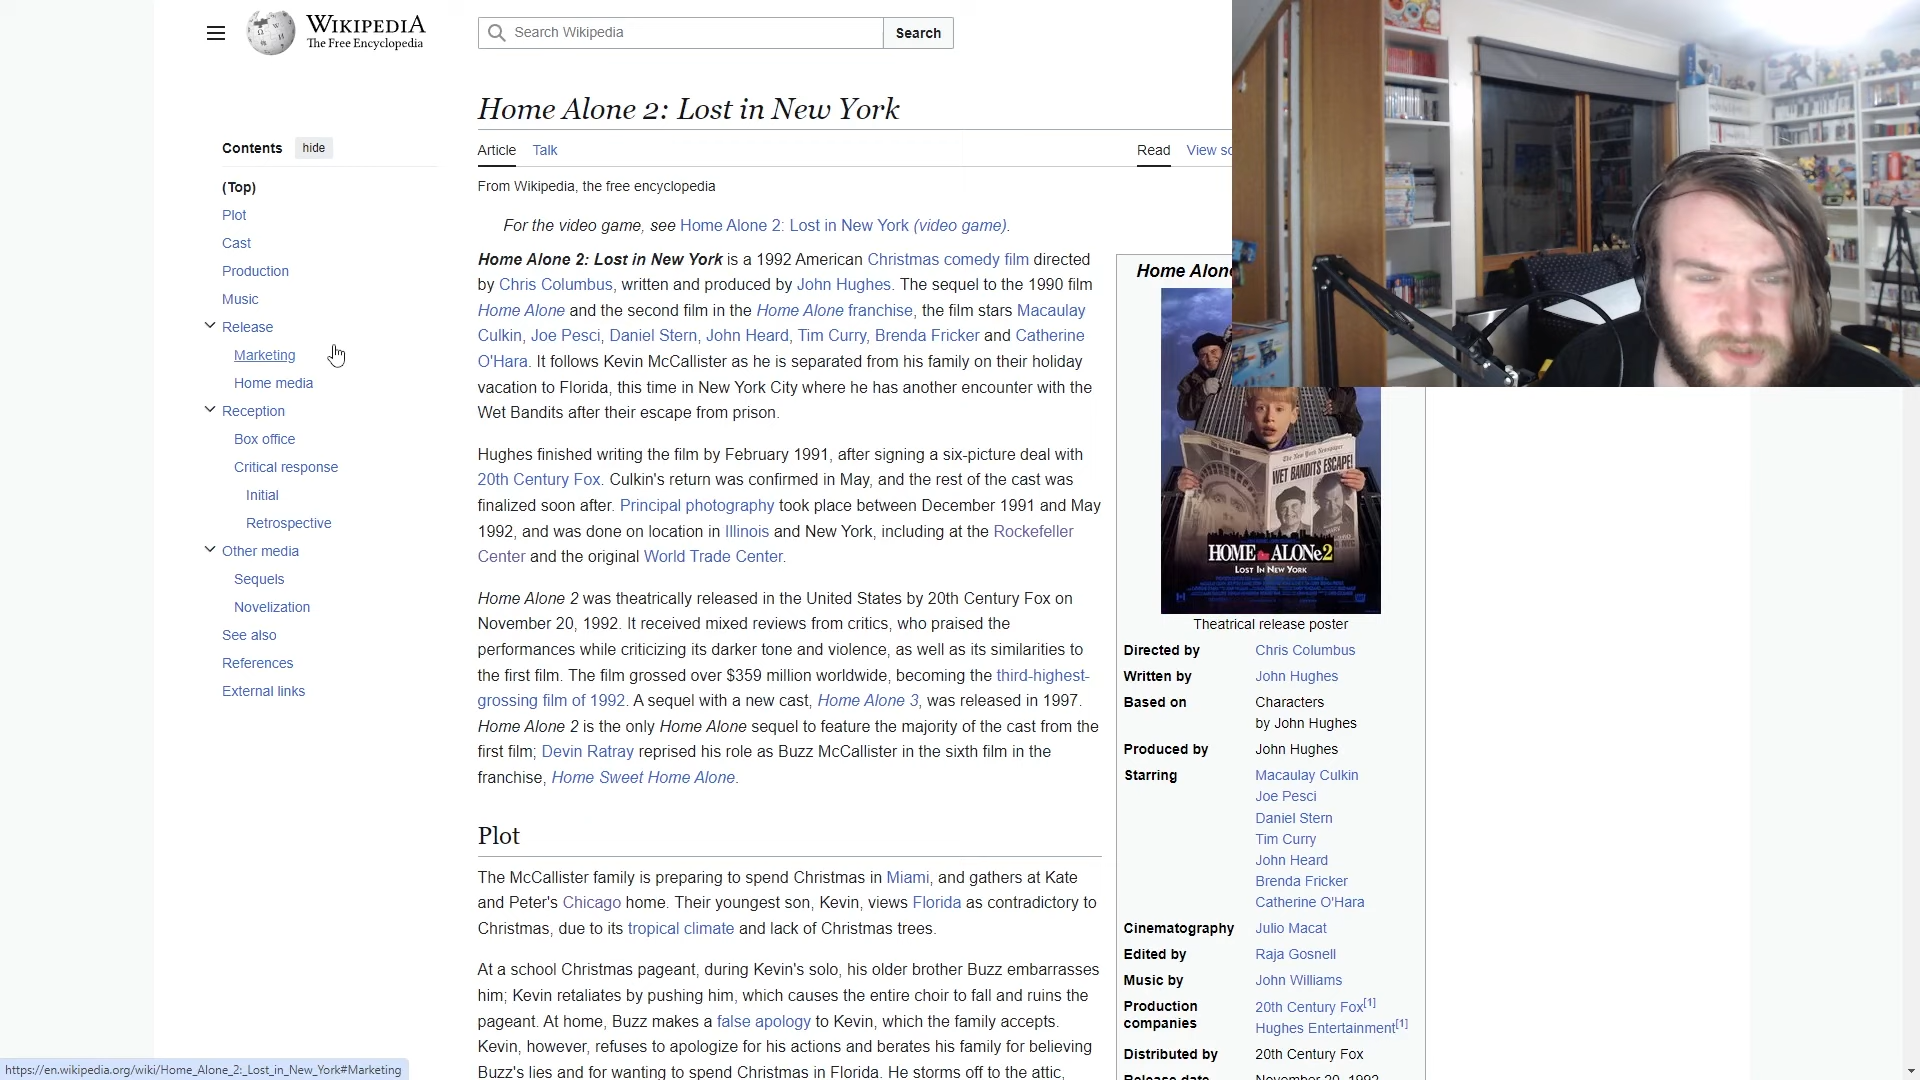 WIKIPEDIA
The Free Encyclopedia
Search Wikipedia
Search
Home Alone 2: Lost in New York
Contents hide
(Top)
Plot
Cast
Production
Music
Release
Marketing
Home media
Reception
Box office
Critical response
Initial
Retrospective
Other media
Sequels
Novelization
See also
References
External links
Article Talk
Read View so
From Wikipedia, the free encyclopedia
For the video game, see Home Alone 2: Lost in New York (video game).
Home Alone 2: Lost in New York is a 1992 American Christmas comedy film directed
by Chris Columbus, written and produced by John Hughes. The sequel to the 1990 film
Home Alone and the second film in the Home Alone franchise, the film stars Macaulay
Culkin, Joe Pesci, Daniel Stern, John Heard, Tim Curry, Brenda Fricker and Catherine
O'Hara. It follows Kevin McCallister as he is separated from his family on their holiday
vacation to Florida, this time in New York City where he has another encounter with the
Wet Bandits after their escape from prison.
Hughes finished writing the film by February 1991, after signing a six-picture deal with
20th Century Fox. Culkin's return was confirmed in May, and the rest of the cast was
finalized soon after. Principal photography took place between December 1991 and May
1992, and was done on location in Illinois and New York, including at the Rockefeller
Center and the original World Trade Center.
Home Alone 2 was theatrically released in the United States by 20th Century Fox on
November 20, 1992. It received mixed reviews from critics, who praised the
performances while criticizing its darker tone and violence, as well as its similarities to
the first film. The film grossed over $359 million worldwide, becoming the third-highest-
grossing film of 1992. A sequel with a new cast, Home Alone 3, was released in 1997.
Home Alone 2 is the only Home Alone sequel to feature the majority of the cast from the
first film; Devin Ratray reprised his role as Buzz McCallister in the sixth film in the
franchise, Home Sweet Home Alone.
Plot
The McCallister family is preparing to spend Christmas in Miami, and gathers at Kate
and Peter's Chicago home. Their youngest son, Kevin, views Florida as contradictory to
Christmas, due to its tropical climate and lack of Christmas trees.
At a school Christmas pageant, during Kevin's solo, his older brother Buzz embarrasses
him; Kevin retaliates by pushing him, which causes the entire choir to fall and ruins the
pageant. At home, Buzz makes a false apology to Kevin, which the family accepts.
Kevin, however, refuses to apologize for his actions and berates his family for believing
Buzz's lies and for wanting to spend Christmas in Florida. He storms off to the attic,
Home Alon
The New York Newspaper
WET BANDITS ESCAPE!
HOME ALONE2
LOST IN NEW YORK
Theatrical release poster
Directed by Chris Columbus
Written by John Hughes
Based on Characters
by John Hughes
Produced by John Hughes
Starring Macaulay Culkin
Joe Pesci
Daniel Stern
Tim Curry
John Heard
Brenda Fricker
Catherine O'Hara
Cinematography Julio Macat
Edited by Raja Gosnell
Music by John Williams
Production companies 20th Century Fox[1]
Hughes Entertainment[1]
Distributed by 20th Century Fox
Release date November 20, 1992
https://en.wikipedia.org/wiki/Home_Alone_2:_Lost_in_New_York#Marketing